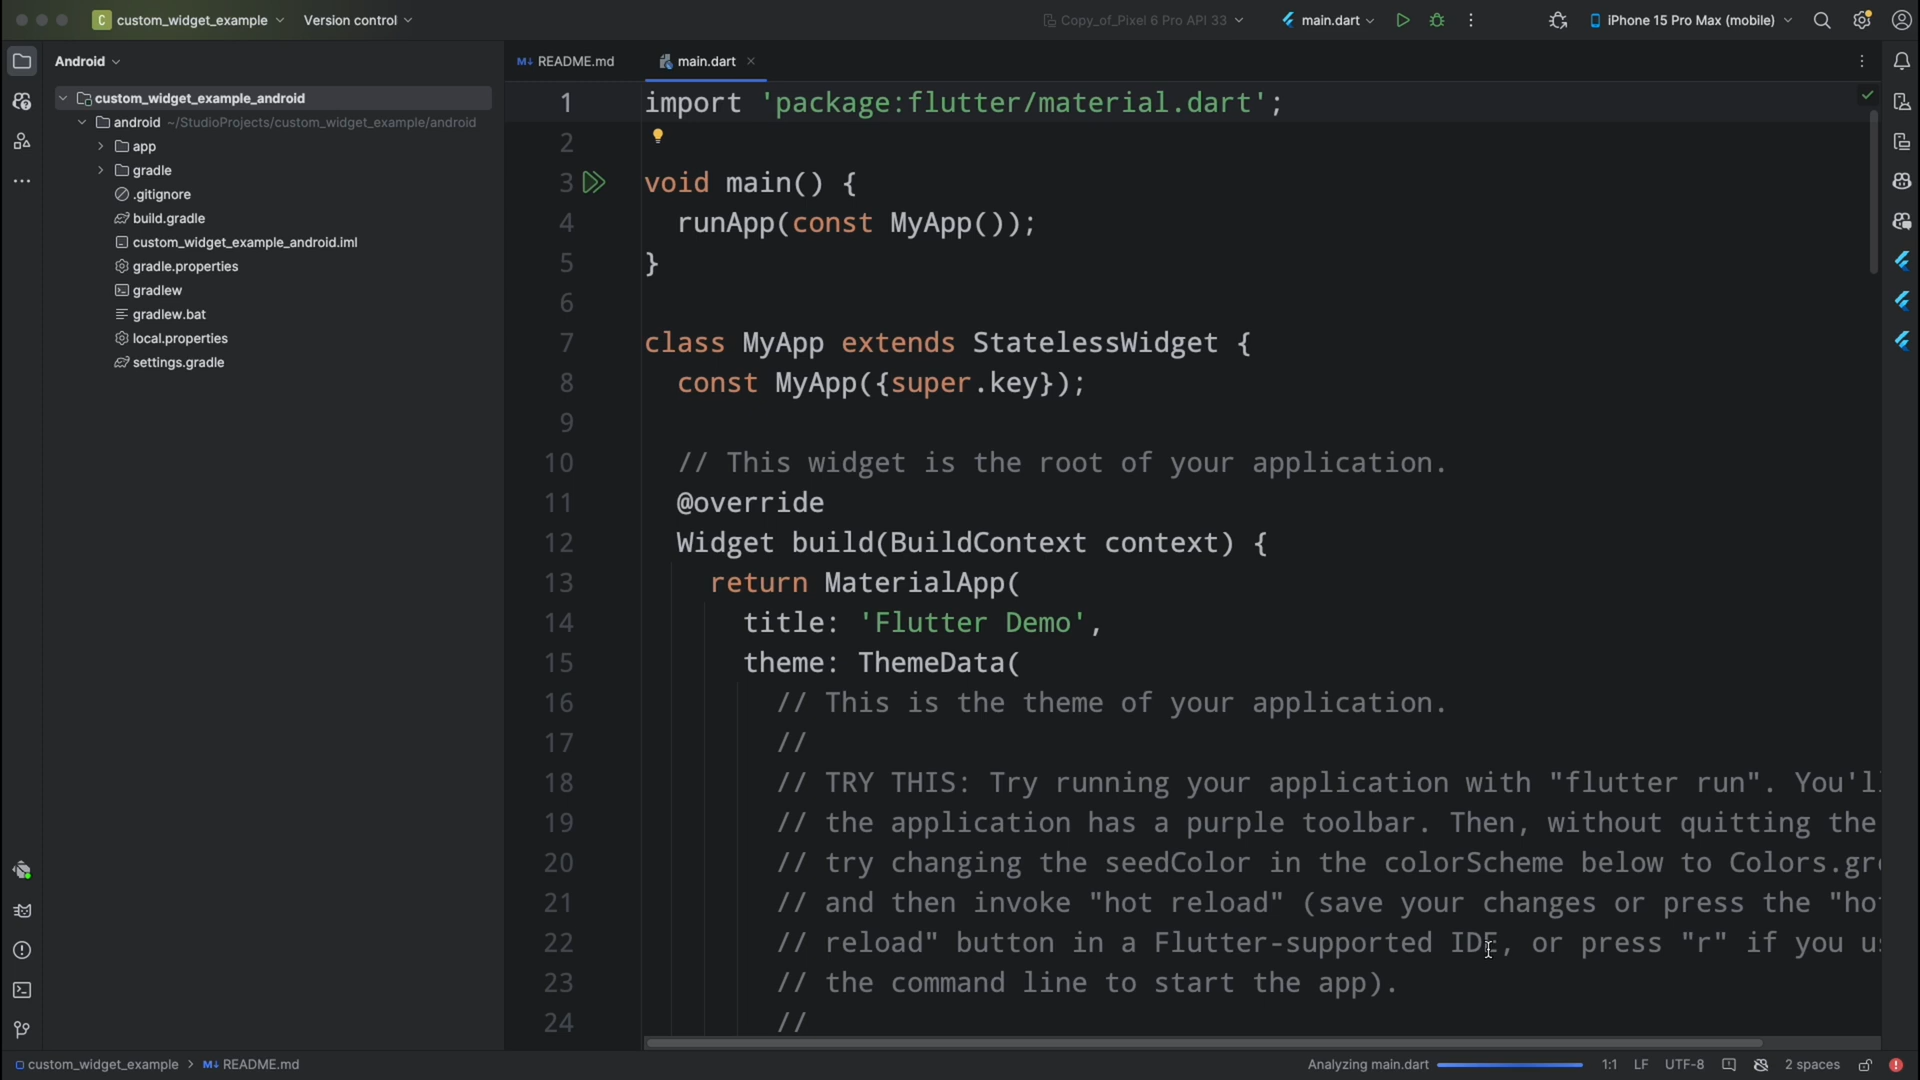 C custom_widget_example Version control Copy_of_Pixel 6 Pro API 33 main.dart iPhone 15 Pro Max (mobile)
Android
M↓ README.md main.dart
custom_widget_example_android
android ~/StudioProjects/custom_widget_example/android
app
gradle
.gitignore
build.gradle
custom_widget_example_android.iml
gradle.properties
gradlew
gradlew.bat
local.properties
settings.gradle
1 import 'package:flutter/material.dart';
2
3 void main() {
4 runApp(const MyApp());
5 }
6
7 class MyApp extends StatelessWidget {
8 const MyApp({super.key});
9
10 // This widget is the root of your application.
11 @override
12 Widget build(BuildContext context) {
13 return MaterialApp(
14 title: 'Flutter Demo',
15 theme: ThemeData(
16 // This is the theme of your application.
17 //
18 // TRY THIS: Try running your application with "flutter run". You'll
19 // the application has a purple toolbar. Then, without quitting the
20 // try changing the seedColor in the colorScheme below to Colors.gr
21 // and then invoke "hot reload" (save your changes or press the "ho
22 // reload" button in a Flutter-supported IDE, or press "r" if you u
23 // the command line to start the app).
24 //
custom_widget_example > M↓ README.md Analyzing main.dart 1:1 LF UTF-8 2 spaces